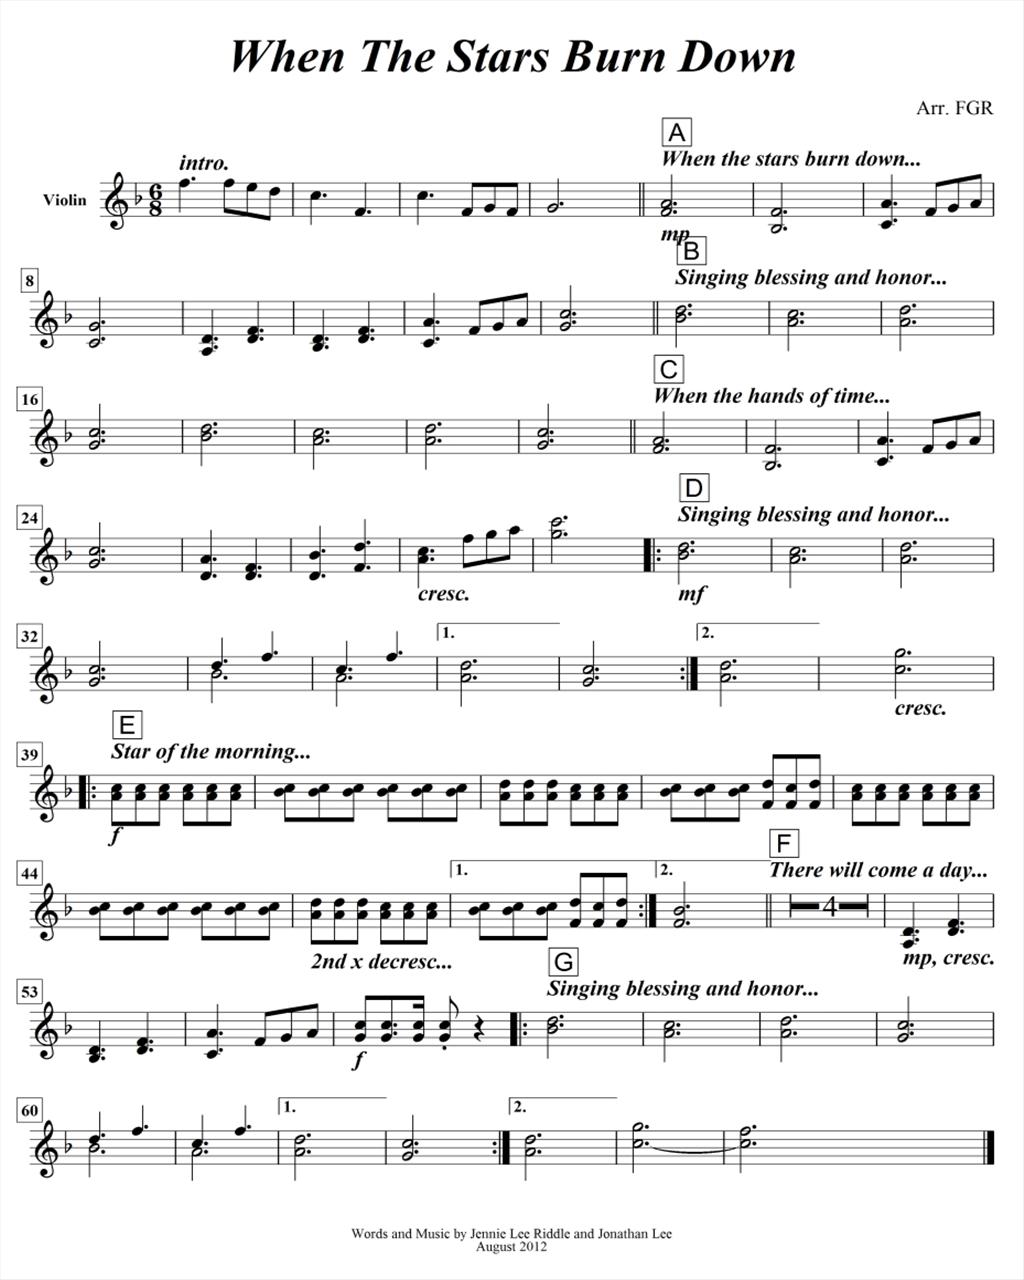 When The Stars Burn Down
Arr. FGR
A
intro.
When the stars burn down...
Violin
6
8
mp
B
8
Singing blessing and honor...
C
16
When the hands of time...
D
24
Singing blessing and honor...
cresc.
mf
32
1.
2.
cresc.
E
39
Star of the morning...
f
F
44
1.
2.
There will come a day...
4
2nd x decresc...
mp, cresc.
G
53
Singing blessing and honor...
f
60
1.
2.
Words and Music by Jennie Lee Riddle and Jonathan Lee
August 2012